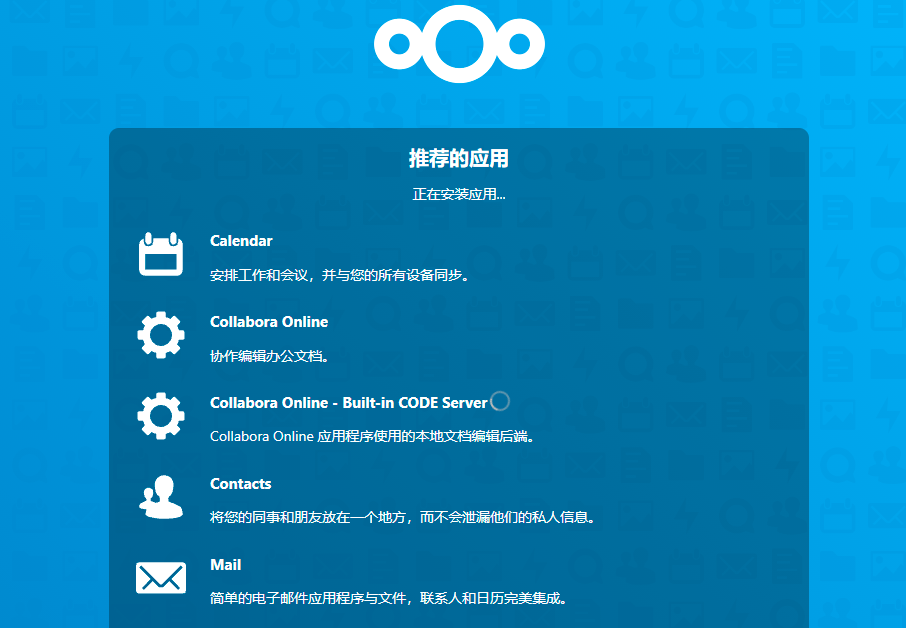 推荐的应用
正在安装应用...
Calendar
安排工作和会议，并与您的所有设备同步。
Collabora Online
协作编辑办公文档。
Collabora Online - Built-in CODE Server
Collabora Online 应用程序使用的本地文档编辑后端。
Contacts
将您的同事和朋友放在一个地方，而不会泄漏他们的私人信息。
Mail
简单的电子邮件应用程序与文件，联系人和日历完美集成。